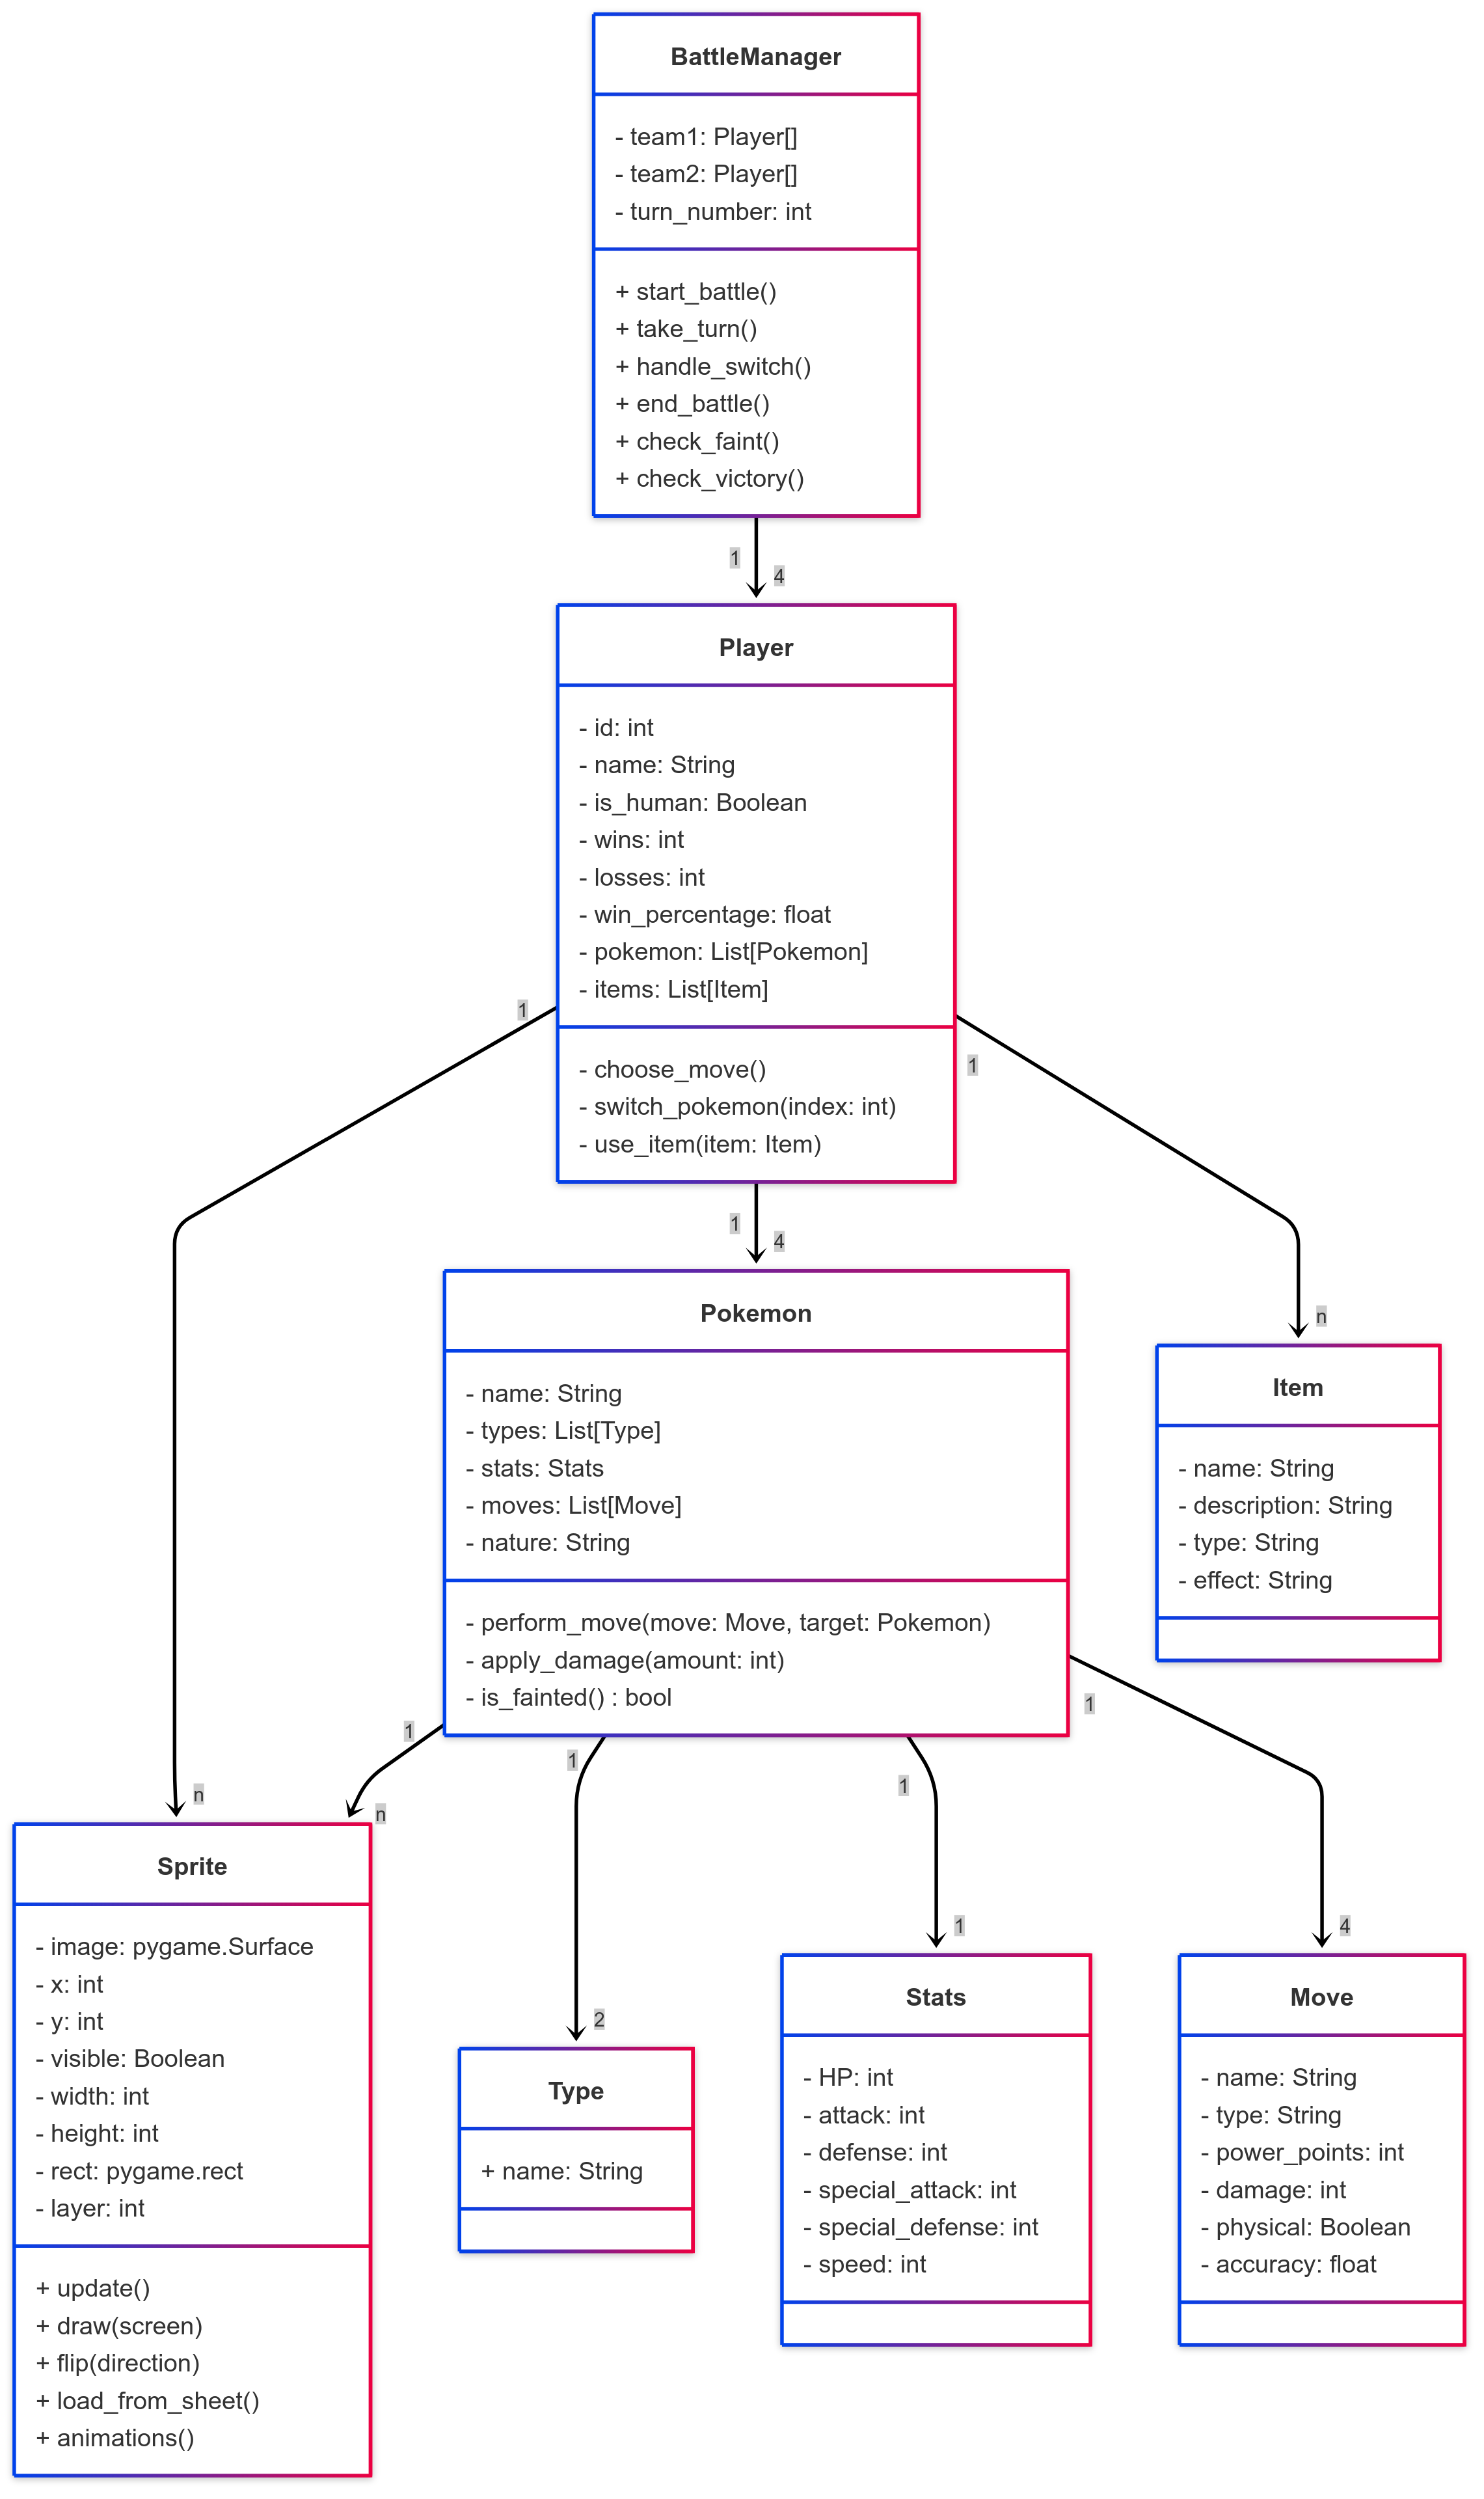 BattleManager
- team1: Player[]
- team2: Player[]
- turn_number: int
+ start_battle()
+ take_turn()
+ handle_switch()
+ end_battle()
+ check_faint()
+ check_victory()
1
4
Player
- id: int
- name: String
- is_human: Boolean
- wins: int
- losses: int
- win_percentage: float
- pokemon: List[Pokemon]
- items: List[Item]
- choose_move()
- switch_pokemon(index: int)
- use_item(item: Item)
1
1
1
4
n
Pokemon
- name: String
- types: List[Type]
- stats: Stats
- moves: List[Move]
- nature: String
- perform_move(move: Move, target: Pokemon)
- apply_damage(amount: int)
- is_fainted() : bool
Item
- name: String
- description: String
- type: String
- effect: String
1
1
1
1
n
n
1
4
2
Sprite
- image: pygame.Surface
- x: int
- y: int
- visible: Boolean
- width: int
- height: int
- rect: pygame.rect
- layer: int
+ update()
+ draw(screen)
+ flip(direction)
+ load_from_sheet()
+ animations()
Type
+ name: String
Stats
- HP: int
- attack: int
- defense: int
- special_attack: int
- special_defense: int
- speed: int
Move
- name: String
- type: String
- power_points: int
- damage: int
- physical: Boolean
- accuracy: float